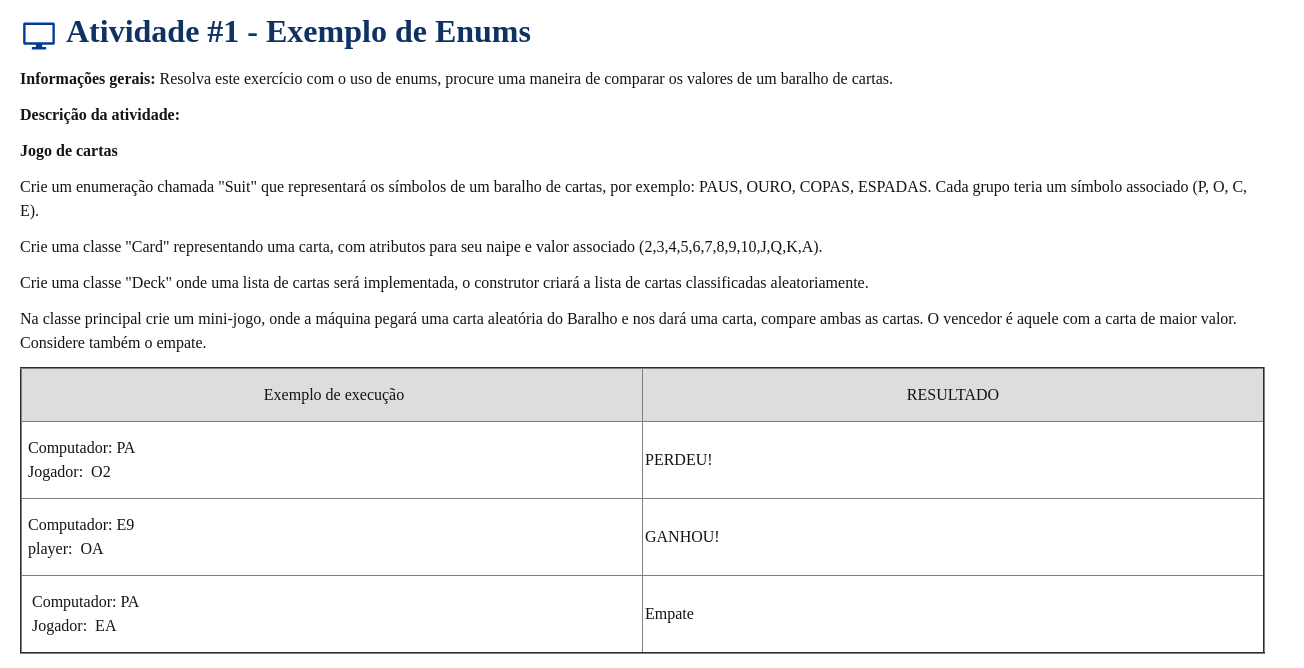 Atividade #1 - Exemplo de Enums
Informações gerais: Resolva este exercício com o uso de enums, procure uma maneira de comparar os valores de um baralho de cartas.
Descrição da atividade:
Jogo de cartas
Crie um enumeração chamada "Suit" que representará os símbolos de um baralho de cartas, por exemplo: PAUS, OURO, COPAS, ESPADAS. Cada grupo teria um símbolo associado (P, O, C,
E).
Crie uma classe "Card" representando uma carta, com atributos para seu naipe e valor associado (2,3,4,5,6,7,8,9,10,J,Q,K,A).
Crie uma classe "Deck" onde uma lista de cartas será implementada, o construtor criará a lista de cartas classificadas aleatoriamente.
Na classe principal crie um mini-jogo, onde a máquina pegará uma carta aleatória do Baralho e nos dará uma carta, compare ambas as cartas. O vencedor é aquele com a carta de maior valor.
Considere também o empate.
Exemplo de execução
RESULTADO
Computador: PA
Jogador:  O2
PERDEU!
Computador: E9
player:  OA
GANHOU!
Computador: PA
Jogador:  EA
Empate